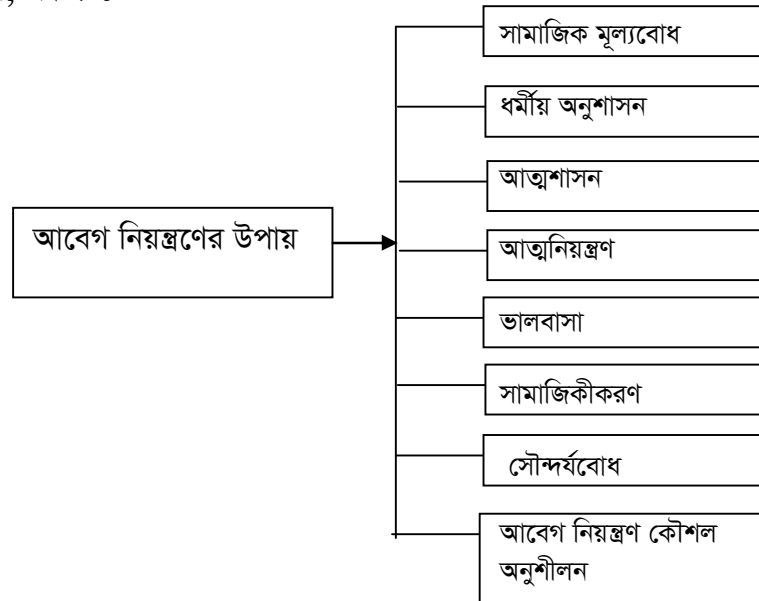 সামাজিক মূল্যবোধ
ধর্মীয় অনুশাসন
আত্মশাসন
আবেগ নিয়ন্ত্রণের উপায়
আত্মনিয়ন্ত্রণ
ভালবাসা
সামাজিকীকরণ
সৌন্দর্যবোধ
আবেগ নিয়ন্ত্রণ কৌশল
অনুশীলন